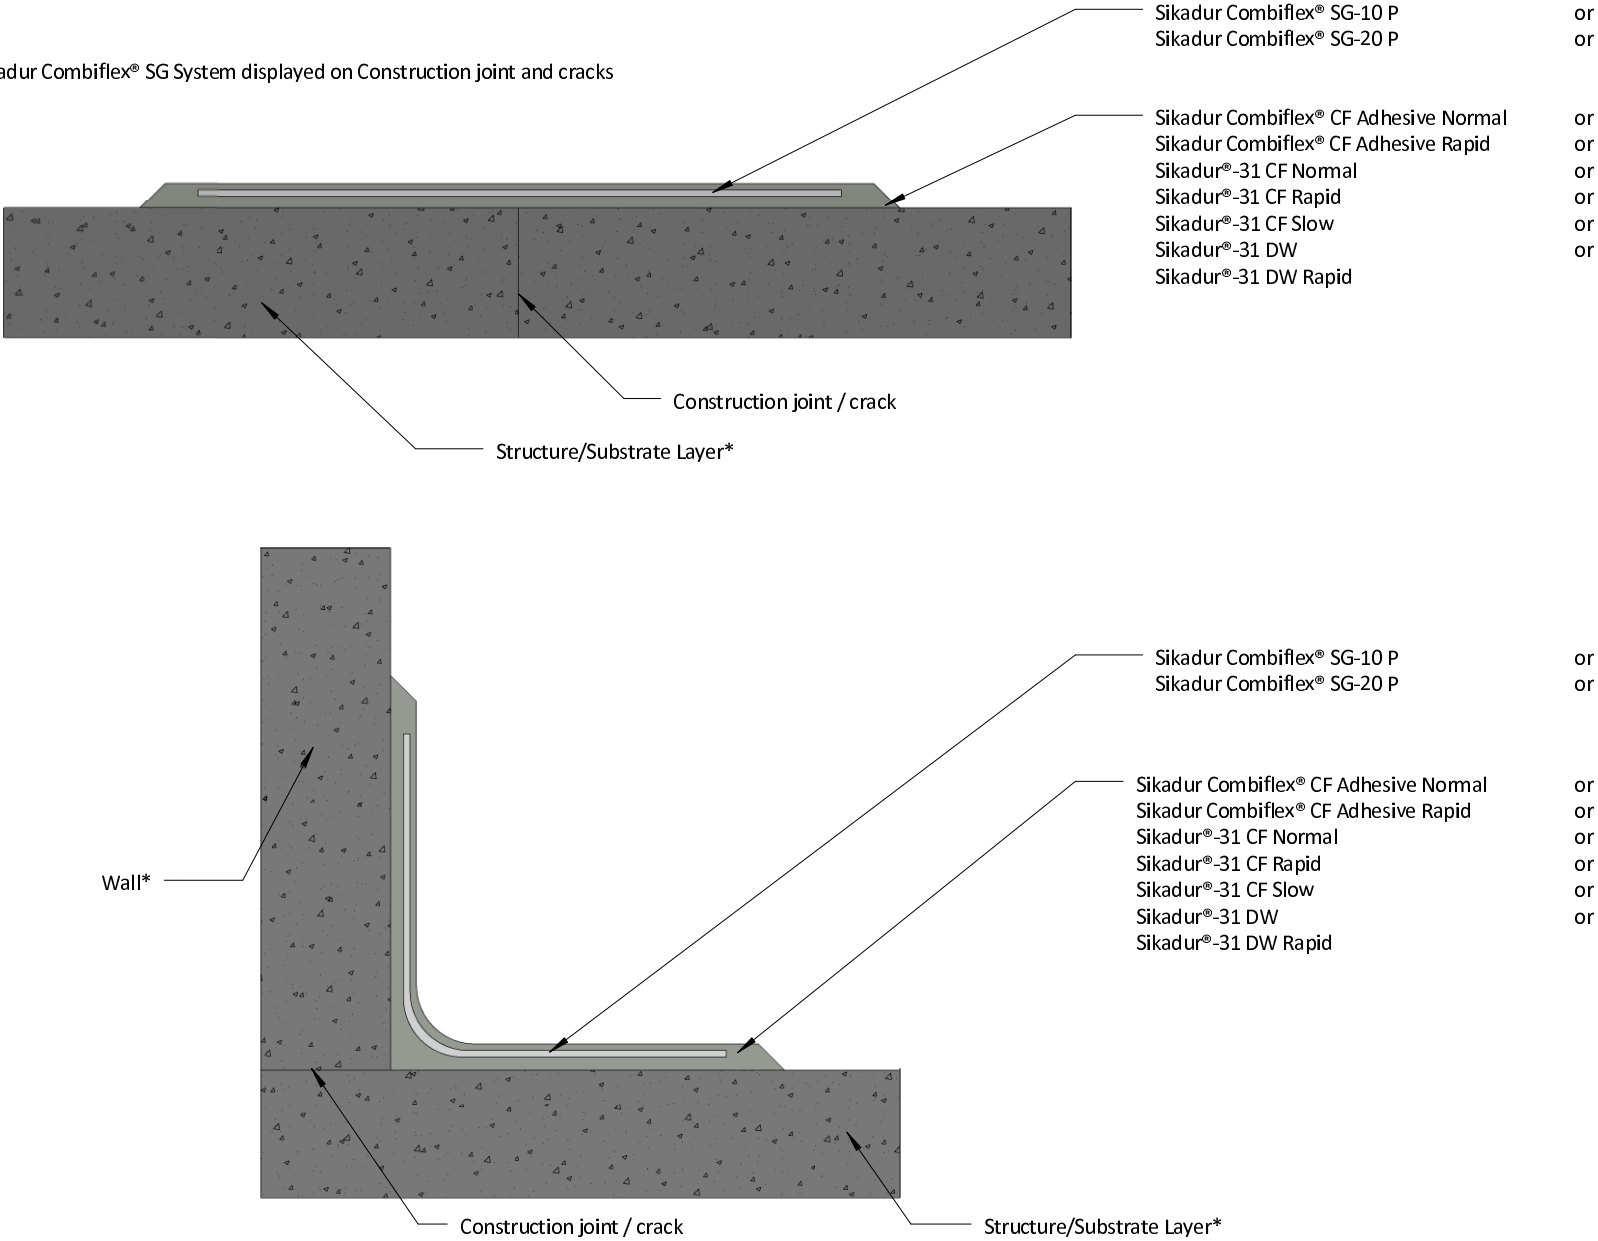 Sikadur Combiflex® SG-10 P or
Sikadur Combiflex® SG-20 P or
adur Combiflex® SG System displayed on Construction joint and cracks
Sikadur Combiflex® CF Adhesive Normal or
Sikadur Combiflex® CF Adhesive Rapid or
Sikadur®-31 CF Normal or
Sikadur®-31 CF Rapid or
Sikadur®-31 CF Slow or
Sikadur®-31 DW or
Sikadur®-31 DW Rapid
Construction joint / crack
Structure/Substrate Layer*
Sikadur Combiflex® SG-10 P or
Sikadur Combiflex® SG-20 P or
Sikadur Combiflex® CF Adhesive Normal or
Sikadur Combiflex® CF Adhesive Rapid or
Sikadur®-31 CF Normal or
Sikadur®-31 CF Rapid or
Sikadur®-31 CF Slow or
Sikadur®-31 DW or
Sikadur®-31 DW Rapid
Wall*
Construction joint / crack
Structure/Substrate Layer*